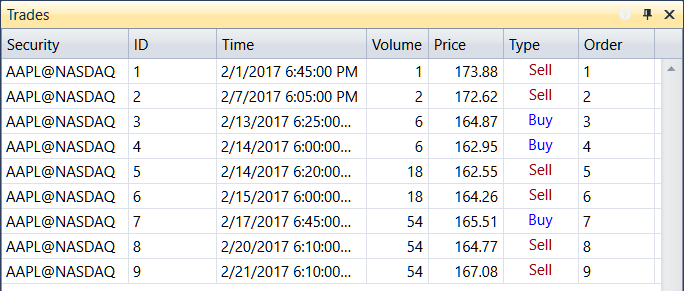 Trades
Security ID Time Volume Price Type Order
AAPL@NASDAQ 1 2/1/2017 6:45:00 PM 1 173.88 Sell 1
AAPL@NASDAQ 2 2/7/2017 6:05:00 PM 2 172.62 Sell 2
AAPL@NASDAQ 3 2/13/2017 6:25:00... 6 164.87 Buy 3
AAPL@NASDAQ 4 2/14/2017 6:00:00... 6 162.95 Buy 4
AAPL@NASDAQ 5 2/14/2017 6:20:00... 18 162.55 Sell 5
AAPL@NASDAQ 6 2/15/2017 6:00:00... 18 164.26 Sell 6
AAPL@NASDAQ 7 2/17/2017 6:45:00... 54 165.51 Buy 7
AAPL@NASDAQ 8 2/20/2017 6:10:00... 54 164.77 Sell 8
AAPL@NASDAQ 9 2/21/2017 6:10:00... 54 167.08 Sell 9